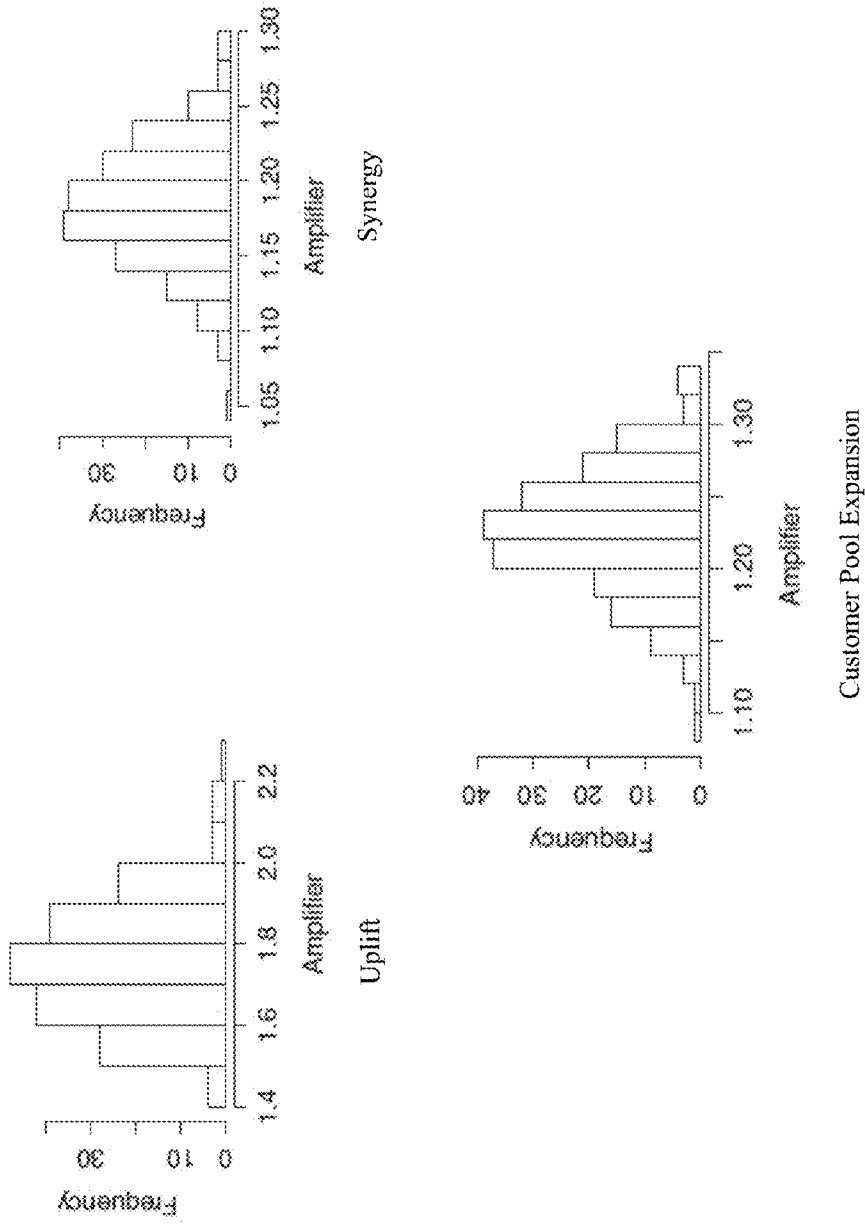 Frequency
30
10
0
1.4 1.6 1.8 2.0 2.2
Amplifier
Uplift
Frequency
30
10
0
1.05 1.10 1.15 1.20 1.25 1.30
Amplifier
Synergy
Frequency
40
30
20
10
0
1.10 1.20 1.30
Amplifier
Customer Pool Expansion